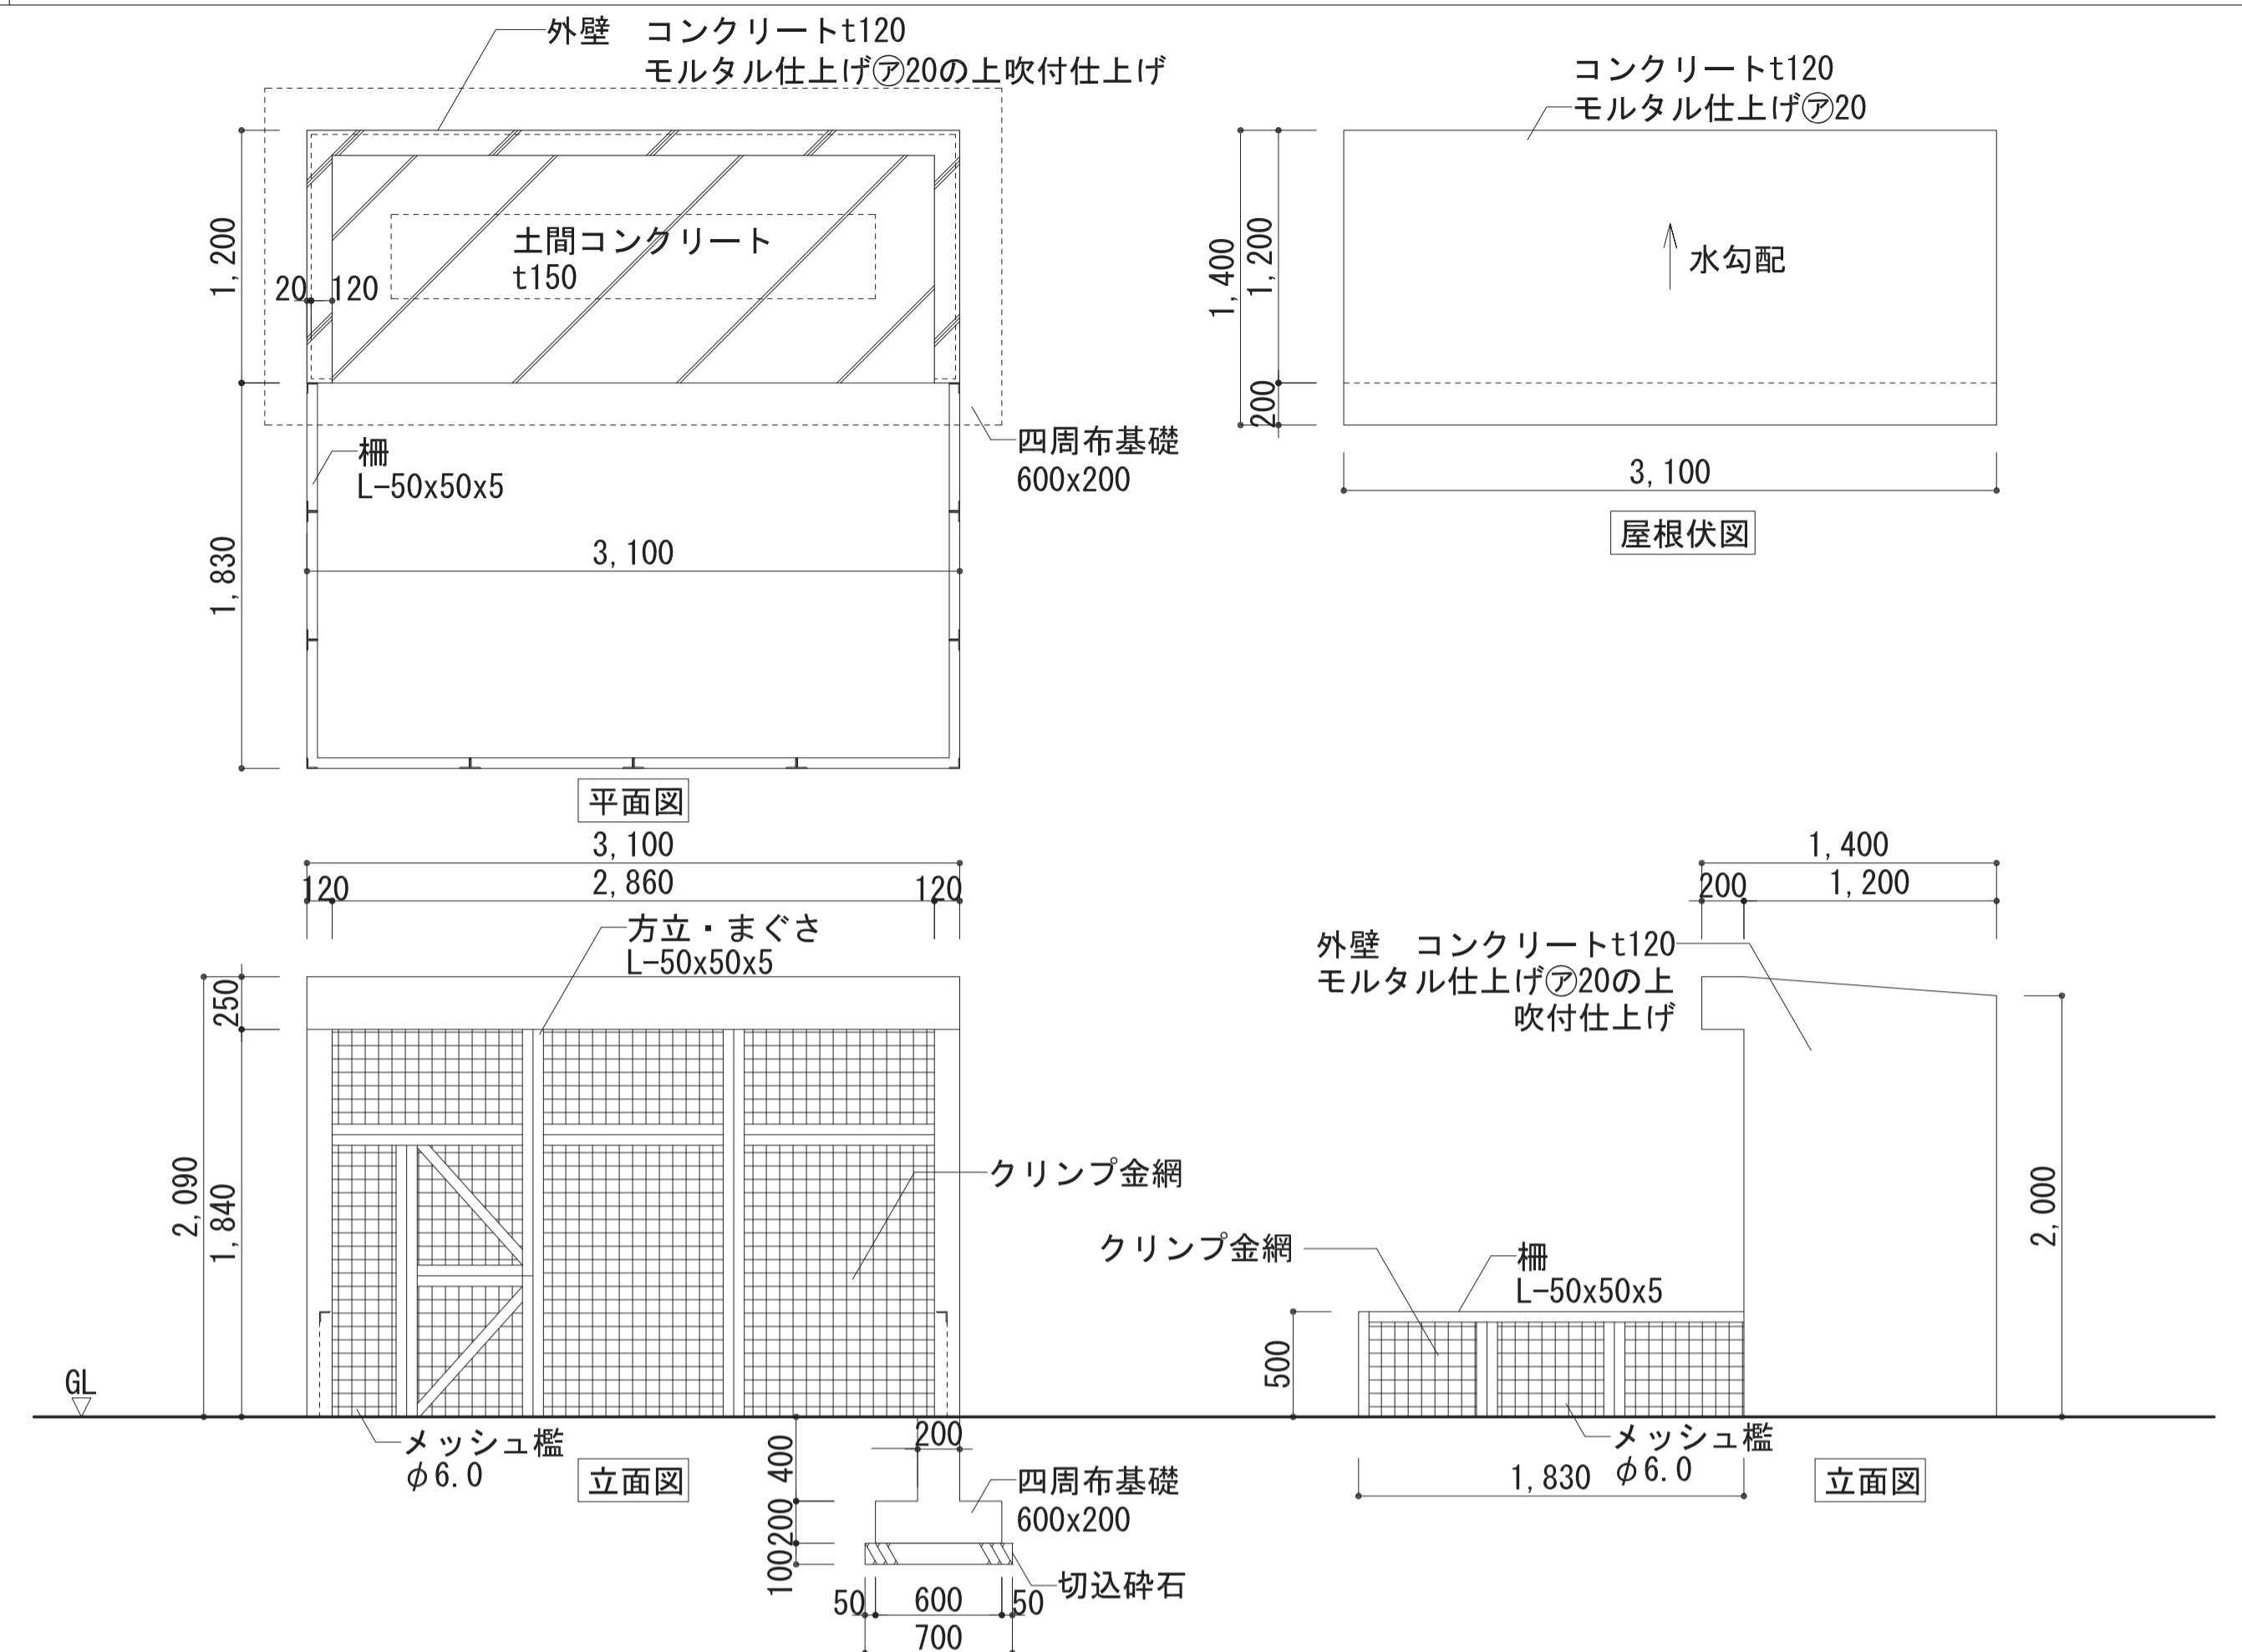 外壁　コンクリートt120
モルタル仕上げ㋐20の上吹付仕上げ
1,200
20
120
土間コンクリート
t150
四周布基礎
600x200
柵
L-50x50x5
1,830
3,100
平面図
コンクリートt120
モルタル仕上げ㋐20
1,400
1,200
200
水勾配
3,100
屋根伏図
3,100
120
2,860
120
方立・まぐさ
L-50x50x5
250
2,090
1,840
クリンプ金網
GL
メッシュ檻
φ6.0
立面図
400
200
100
200
四周布基礎
600x200
切込砕石
50
600
50
700
1,400
200
1,200
外壁　コンクリートt120
モルタル仕上げ㋐20の上
吹付仕上げ
クリンプ金網
柵
L-50x50x5
500
2,000
メッシュ檻
φ6.0
1,830
立面図